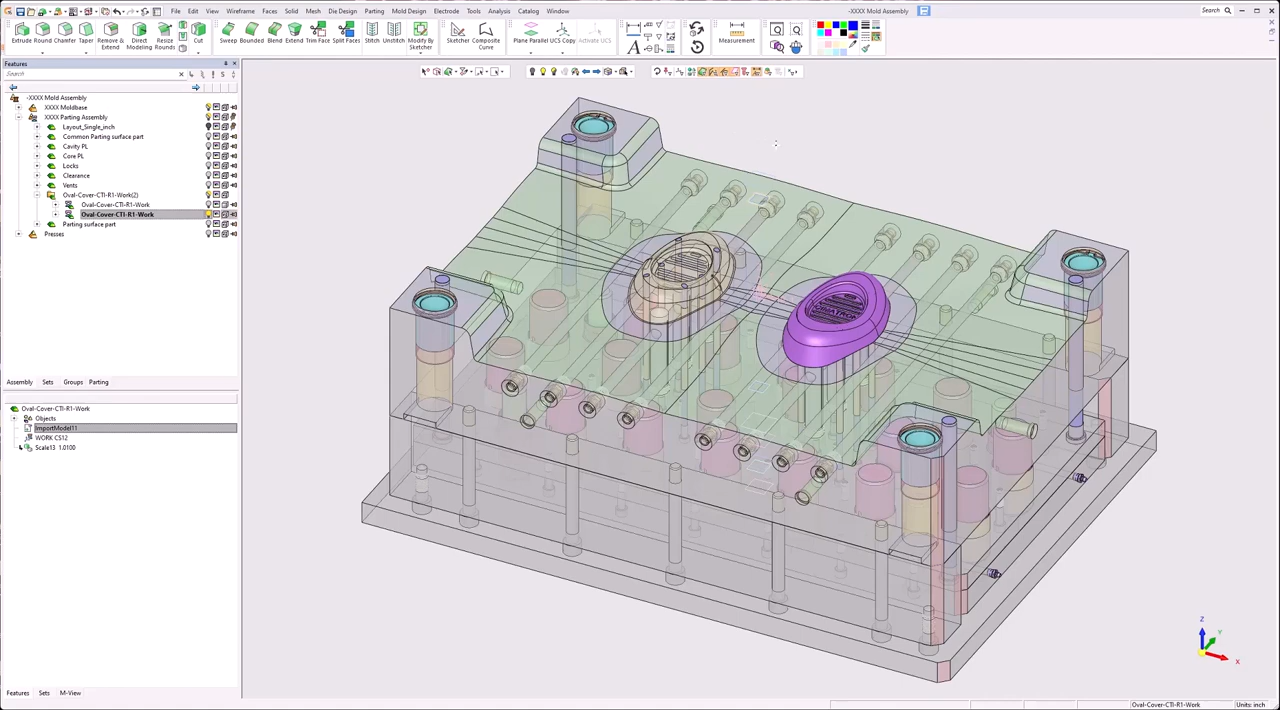 File Edit View Wireframe Faces Solid Mesh Die Design Parting Mold Design Electrode Tools Analysis Catalog Window
-XXXX Mold Assembly
Search
Extrude Round Chamfer Taper Remove & Extend Direct Modeling Resize Rounds Cut
Sweep Bounded Blend Extend Trim Face Split Faces Stitch Unstitch Modify By Sketcher
Sketcher Composite Curve Plane Parallel UCS Copy Activate UCS
Measurement
Features
Search
-XXXX Mold Assembly
XXXX Moldbase
XXXX Parting Assembly
Layout_Single_inch
Common Parting surface part
Cavity PL
Core PL
Locks
Clearance
Vents
Oval-Cover-CTI-R1-Work(2)
Oval-Cover-CTI-R1-Work
Oval-Cover-CTI-R1-Work
Parting surface part
Presses
Assembly Sets Groups Parting
Oval-Cover-CTI-R1-Work
Objects
ImportModel11
WORK CS12
Scale13 1.0100
CIMATRON
Z
Y
X
Features Sets M-View
Oval-Cover-CTI-R1-Work
Units: inch